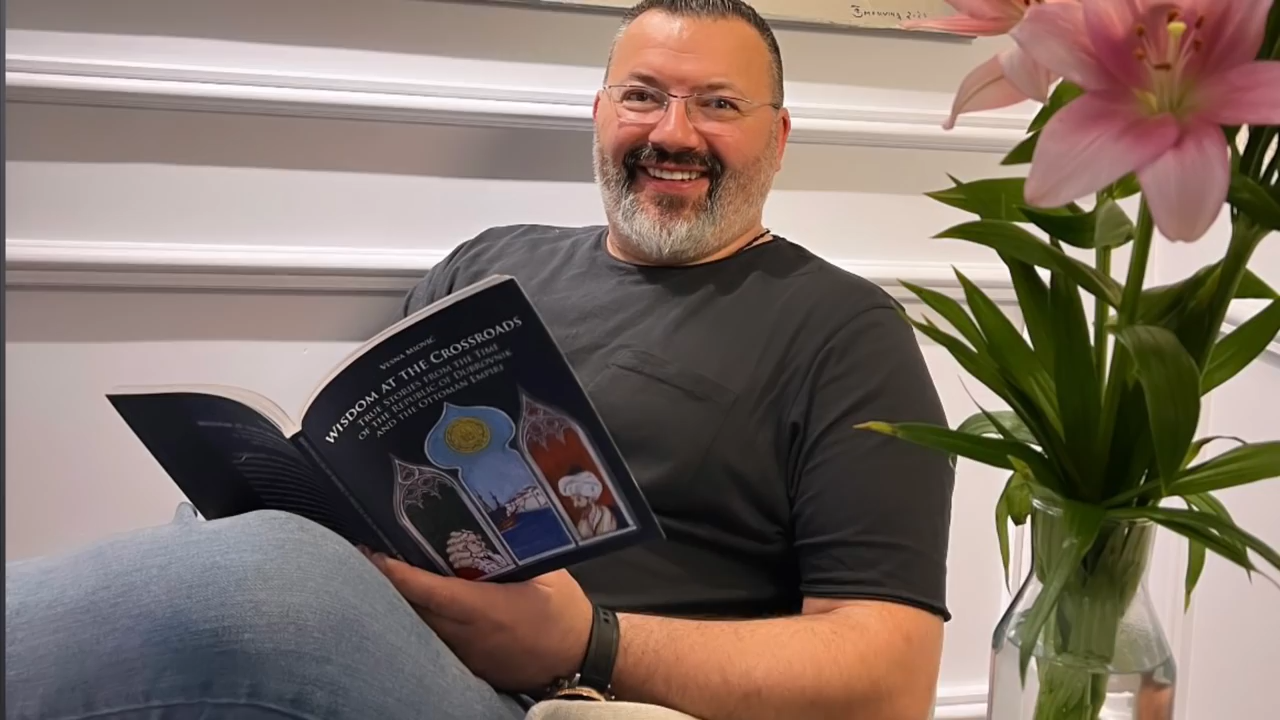 VESNA MIOVIĆ
WISDOM AT THE CROSSROADS
TRUE STORIES FROM THE TIME
OF THE REPUBLIC OF DUBROVNIK
AND THE OTTOMAN EMPIRE